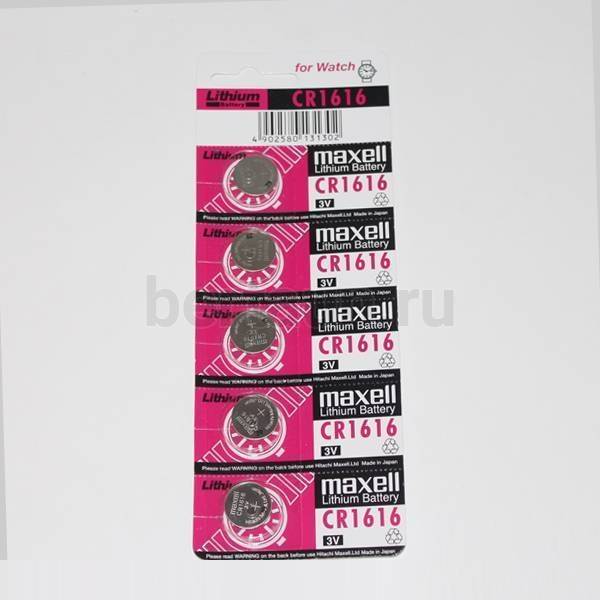 for Watch
Lithium
Battery
CR1616
4 902580 131302
Lithium
maxell
Lithium Battery
CR1616
3V
Please read WARNING on the back before use Hitachi Maxell.Ltd Made in Japan
maxell
Lithium Battery
CR1616
3V
Please read WARNING on the back before use Hitachi Maxell.Ltd Made in Japan
maxell
Lithium Battery
CR1616
3V
Please read WARNING on the back before use Hitachi Maxell.Ltd Made in Japan
maxell
Lithium Battery
CR1616
3V
Please read WARNING on the back before use Hitachi Maxell.Ltd Made in Japan
Lithium
maxell
Lithium Battery
CR1616
3V
maxell
CR1616
3V
Please read WARNING on the back before use Hitachi Maxell.Ltd Made in Japan